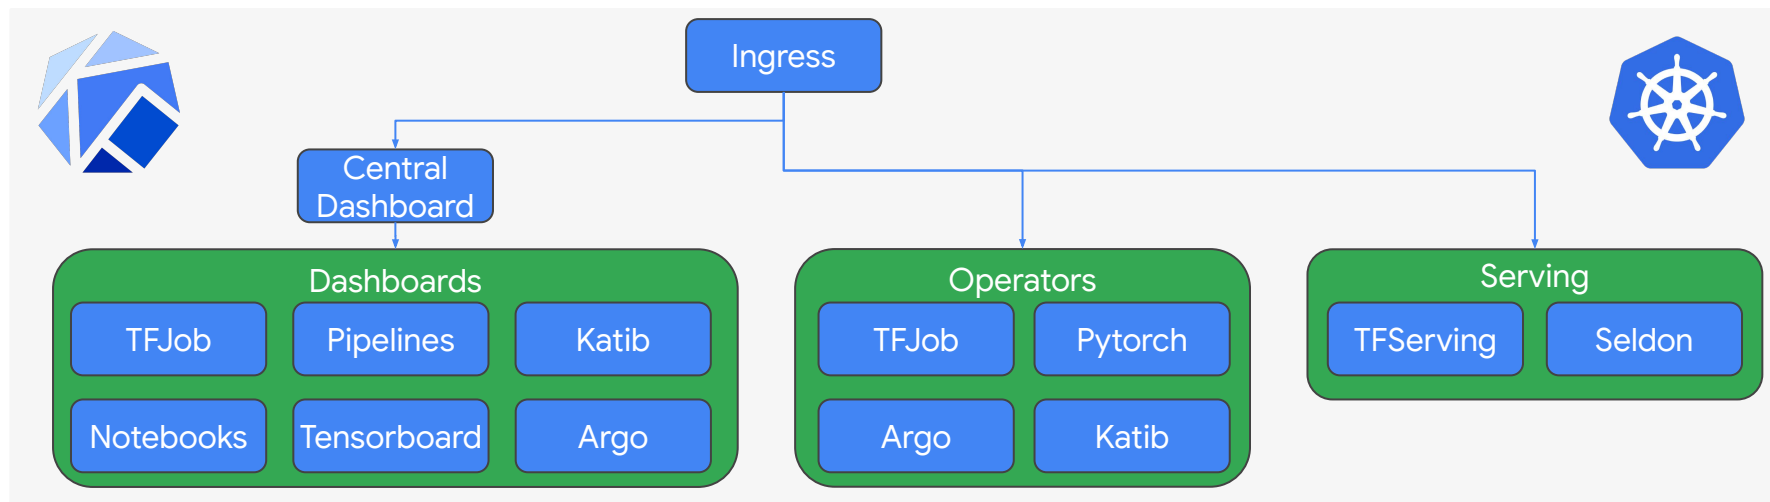 Ingress
Central
Dashboard
Dashboards
TFJob
Pipelines
Katib
Notebooks
Tensorboard
Argo
Operators
TFJob
Pytorch
Argo
Katib
Serving
TFServing
Seldon